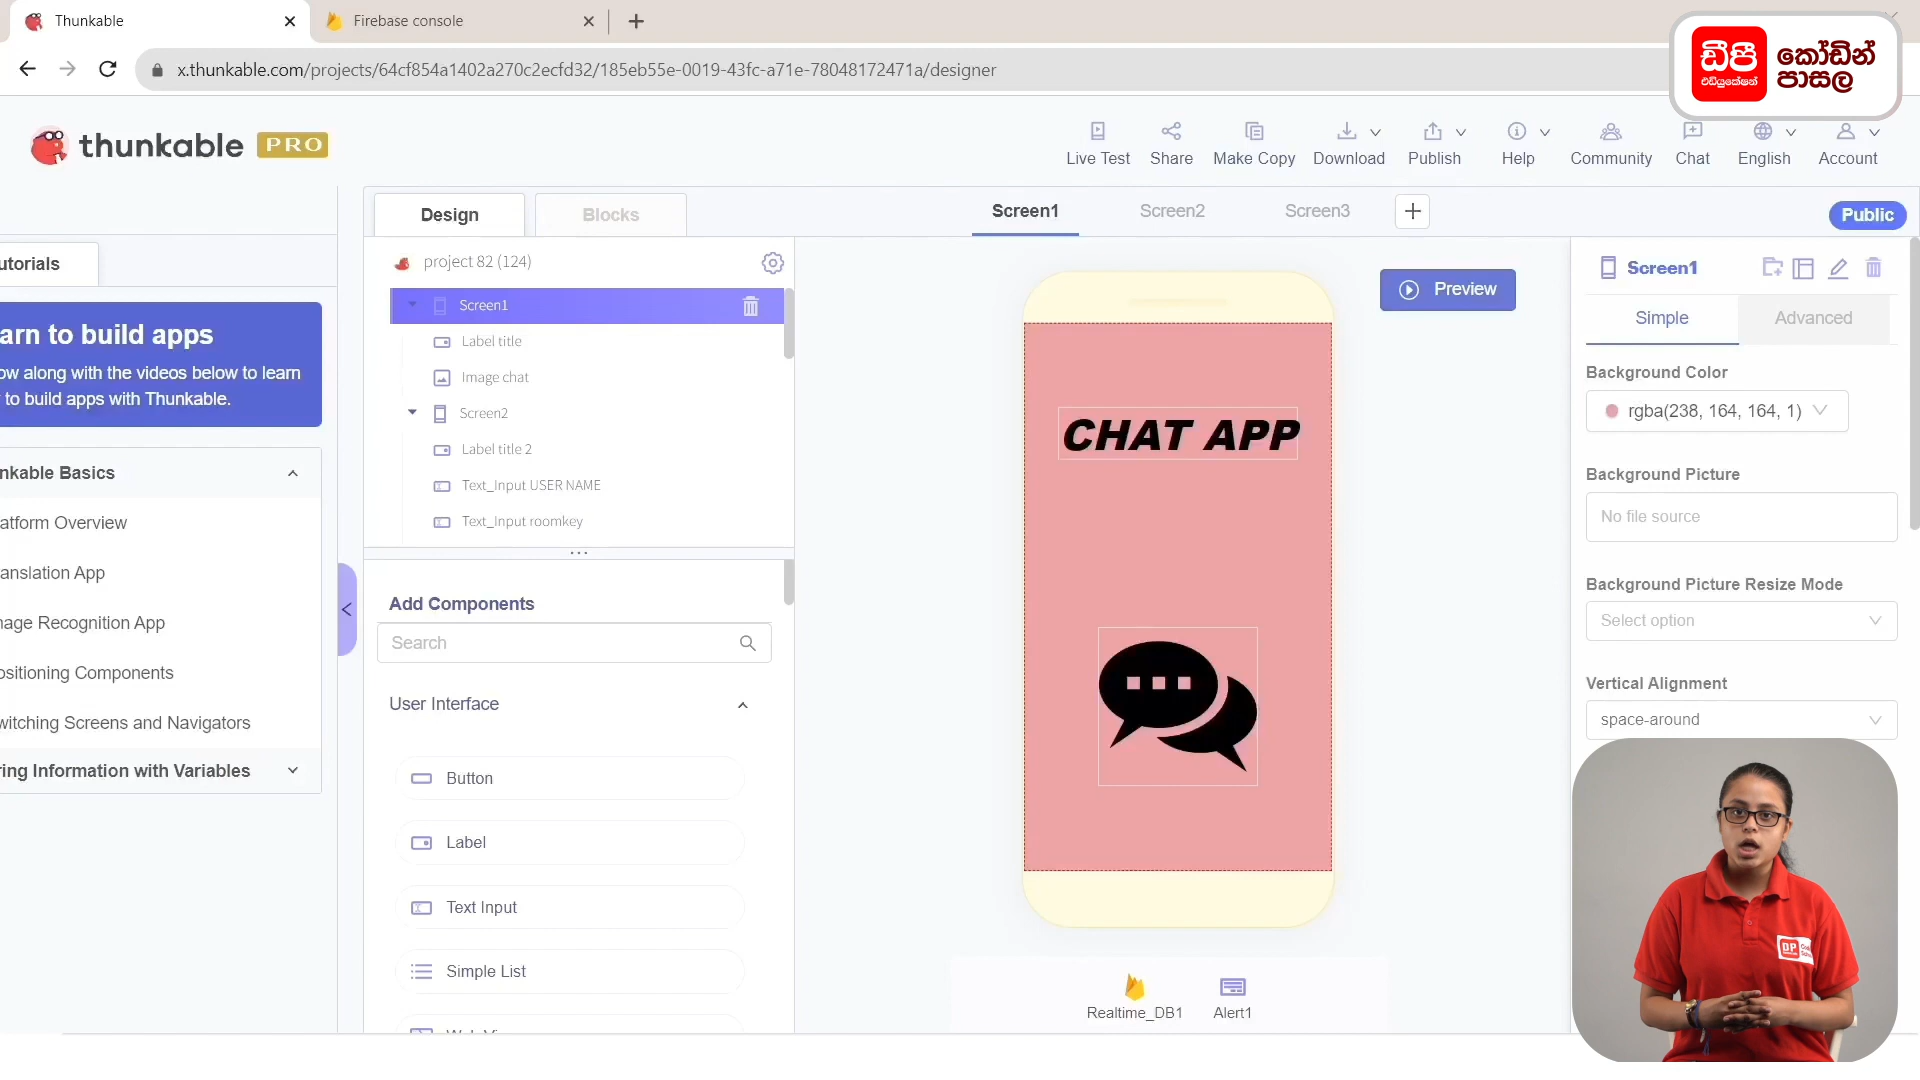 Thunkable
Firebase console
x.thunkable.com/projects/64cf854a1402a270c2ecfd32/185eb55e-0019-43fc-a71e-78048172471a/designer
ඩීපී
එඩියුකේෂන්
කෝඩින්
පාසල
thunkable PRO
Live Test
Share
Make Copy
Download
Publish
Help
Community
Chat
English
Account
Design
Blocks
Screen1
Screen2
Screen3
Public
utorials
arn to build apps
ow along with the videos below to learn
to build apps with Thunkable.
nkable Basics
atform Overview
anslation App
nage Recognition App
ositioning Components
witching Screens and Navigators
ring Information with Variables
project 82 (124)
Screen1
Label title
Image chat
Screen2
Label title 2
Text_Input USER NAME
Text_Input roomkey
Add Components
Search
User Interface
Button
Label
Text Input
Simple List
CHAT APP
Preview
Realtime_DB1
Alert1
Screen1
Simple
Advanced
Background Color
rgba(238, 164, 164, 1)
Background Picture
No file source
Background Picture Resize Mode
Select option
Vertical Alignment
space-around
DP